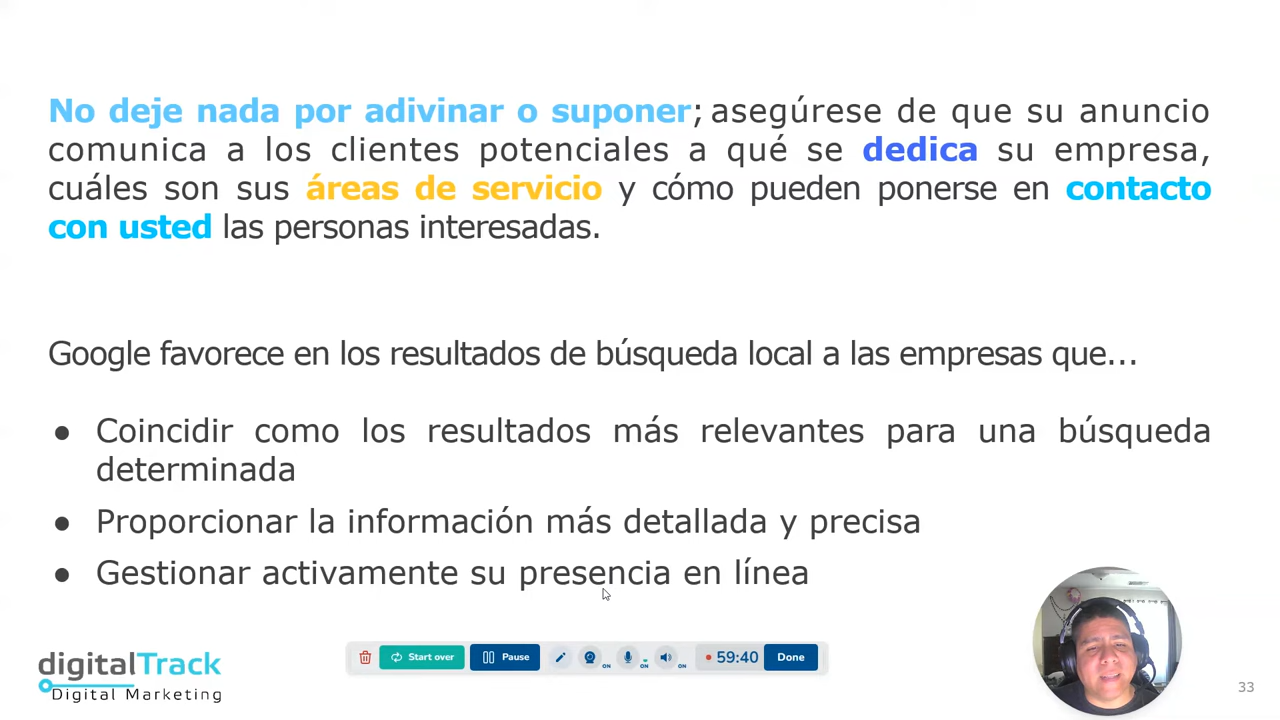 No deje nada por adivinar o suponer; asegúrese de que su anuncio
comunica a los clientes potenciales a qué se dedica su empresa,
cuáles son sus áreas de servicio y cómo pueden ponerse en contacto
con usted las personas interesadas.
Google favorece en los resultados de búsqueda local a las empresas que...
● Coincidir como los resultados más relevantes para una búsqueda
determinada
● Proporcionar la información más detallada y precisa
● Gestionar activamente su presencia en línea
digitalTrack
Digital Marketing
Start over
Pause
ON
ON
ON
59:40
Done
33